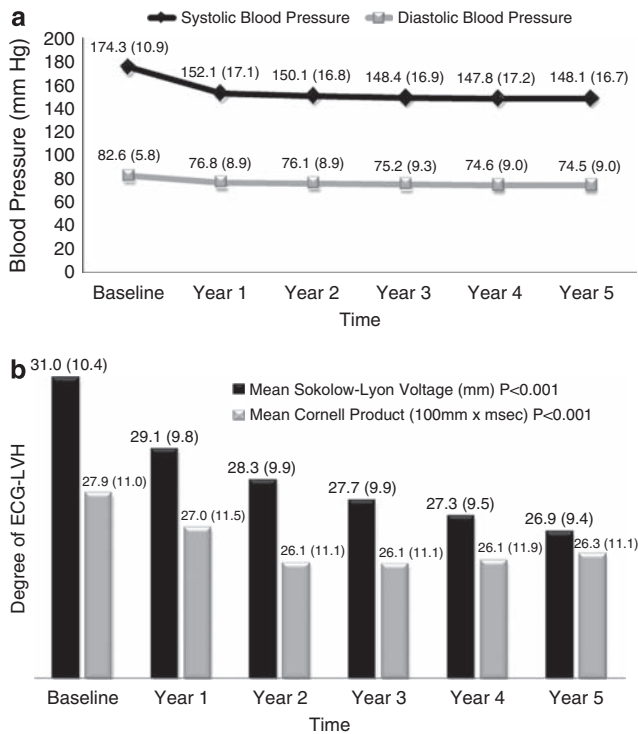 a
Systolic Blood Pressure Diastolic Blood Pressure
Blood Pressure (mm Hg)
200
180
160
140
120
100
80
60
40
20
0
174.3 (10.9) 152.1 (17.1) 150.1 (16.8) 148.4 (16.9) 147.8 (17.2) 148.1 (16.7)
82.6 (5.8) 76.8 (8.9) 76.1 (8.9) 75.2 (9.3) 74.6 (9.0) 74.5 (9.0)
Baseline Year 1 Year 2 Year 3 Year 4 Year 5
Time
b
Degree of ECG-LVH
Mean Sokolow-Lyon Voltage (mm) P<0.001
Mean Cornell Product (100mm x msec) P<0.001
31.0 (10.4) 29.1 (9.8) 28.3 (9.9) 27.7 (9.9) 27.3 (9.5) 26.9 (9.4)
27.9 (11.0) 27.0 (11.5) 26.1 (11.1) 26.1 (11.1) 26.1 (11.9) 26.3 (11.1)
Baseline Year 1 Year 2 Year 3 Year 4 Year 5
Time